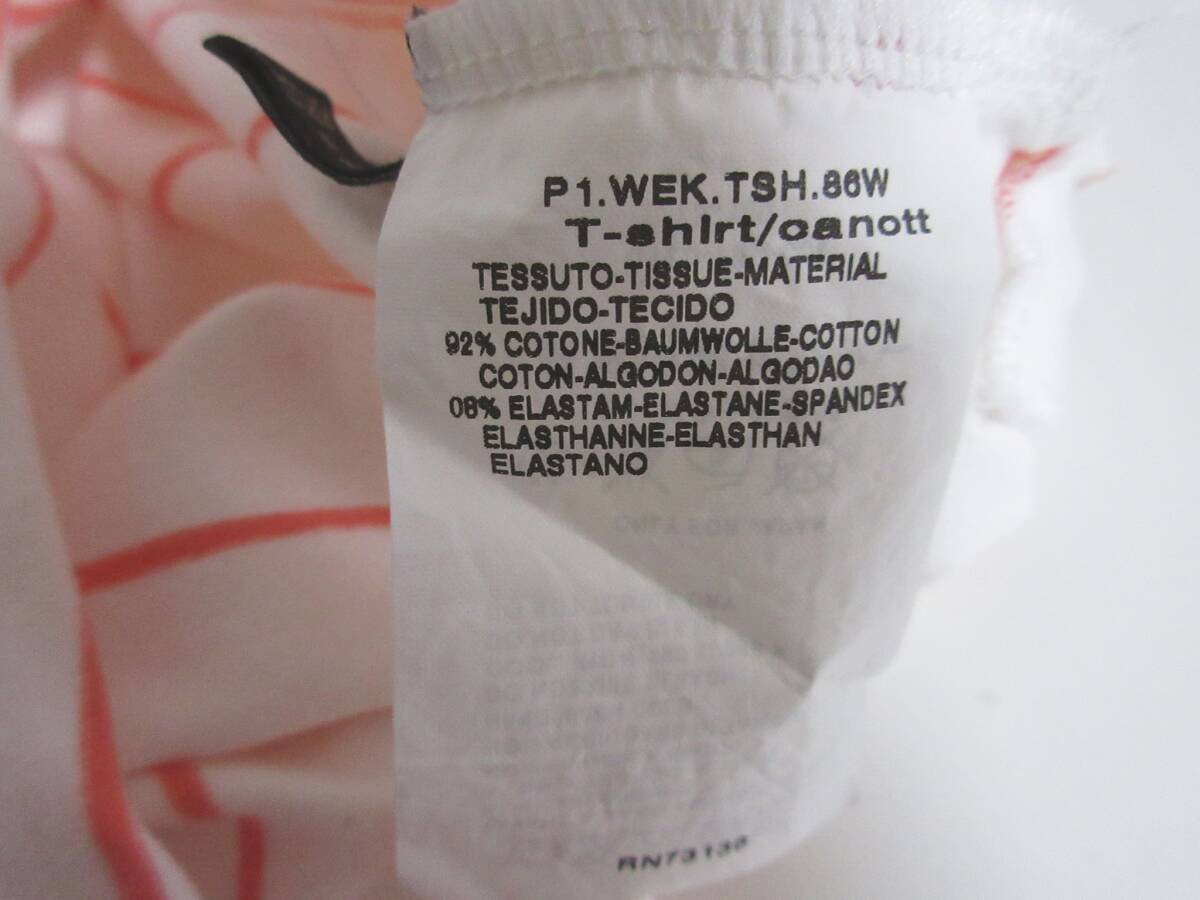 P1.WEK.TSH.86W
T-shirt/canott
TESSUTO-TISSUE-MATERIAL
TEJIDO-TECIDO
92% COTONE-BAUMWOLLE-COTTON
COTON-ALGODON-ALGODAO
08% ELASTAM-ELASTANE-SPANDEX
ELASTHANNE-ELASTHAN
ELASTANO
RN73130